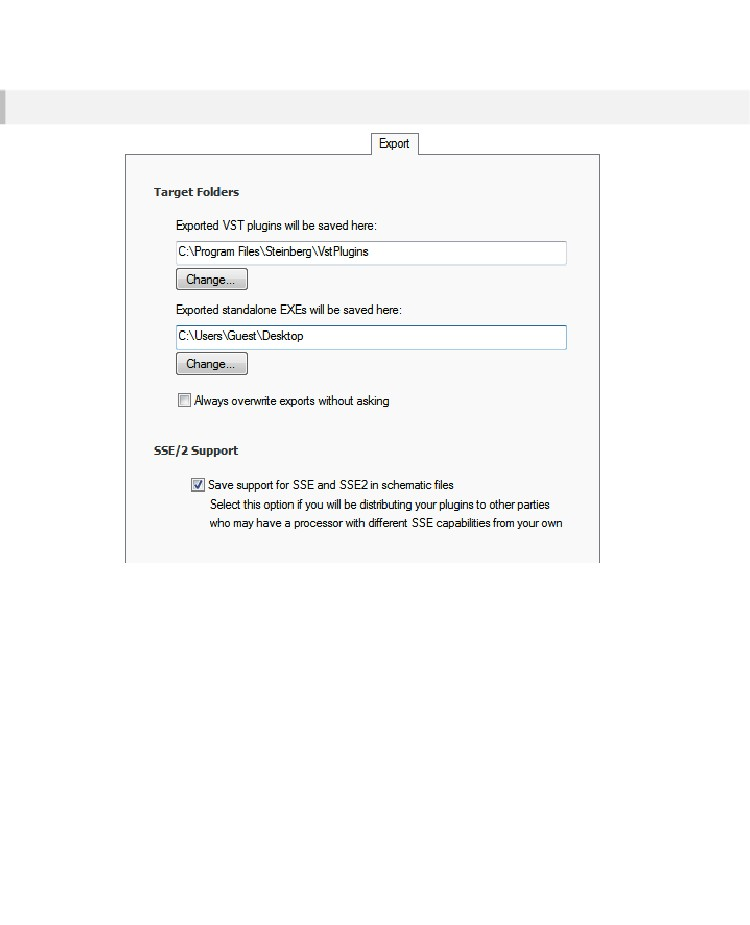 Export
Target Folders
Exported VST plugins will be saved here:
C:\Program Files\Steinberg\VstPlugins
Change...
Exported standalone EXEs will be saved here:
C:\Users\Guest\Desktop
Change...
Always overwrite exports without asking
SSE/2 Support
Save support for SSE and SSE2 in schematic files
Select this option if you will be distributing your plugins to other parties
who may have a processor with different SSE capabilities from your own